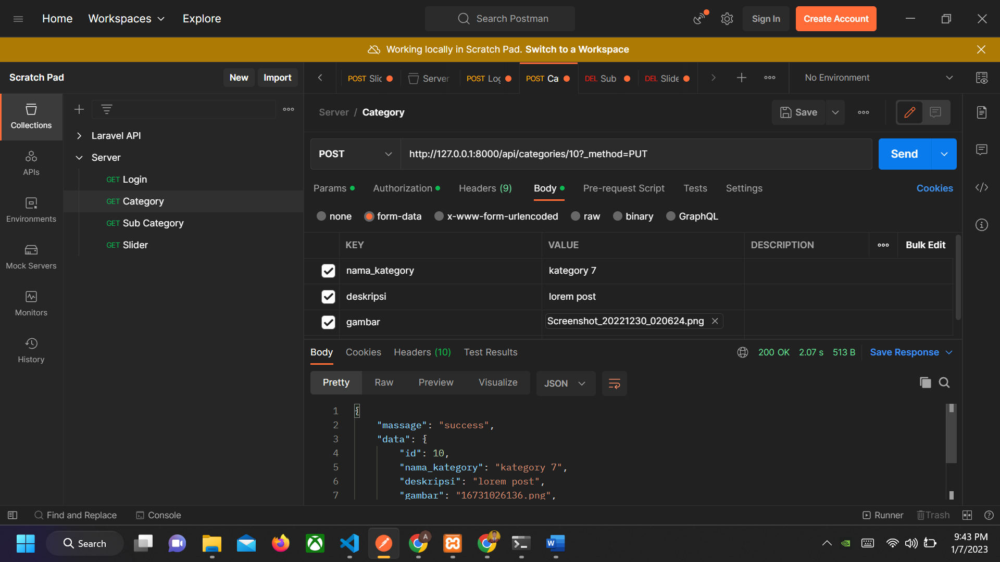 Home
Workspaces
Explore
Search Postman
Sign In
Create Account
Working locally in Scratch Pad. Switch to a Workspace
Scratch Pad
New
Import
POST Slic
Server
POST Log
POST Ca
DEL Sub
DEL Slide
No Environment
Collections
APIs
Environments
Mock Servers
Monitors
History
Laravel API
Server
GET Login
GET Category
GET Sub Category
GET Slider
Server / Category
Save
POST
http://127.0.0.1:8000/api/categories/10?_method=PUT
Send
Params
Authorization
Headers (9)
Body
Pre-request Script
Tests
Settings
Cookies
none
form-data
x-www-form-urlencoded
raw
binary
GraphQL
KEY VALUE DESCRIPTION Bulk Edit
nama_kategory kategory 7
deskripsi lorem post
gambar Screenshot_20221230_020624.png
Body
Cookies
Headers (10)
Test Results
200 OK 2.07 s 513 B
Save Response
Pretty
Raw
Preview
Visualize
JSON
1 {
2 "massage": "success",
3 "data": {
4 "id": 10,
5 "nama_kategory": "kategory 7",
6 "deskripsi": "lorem post",
7 "gambar": "16731026136.png",
Find and Replace
Console
Runner
Trash
Search
A
W
9:43 PM
1/7/2023